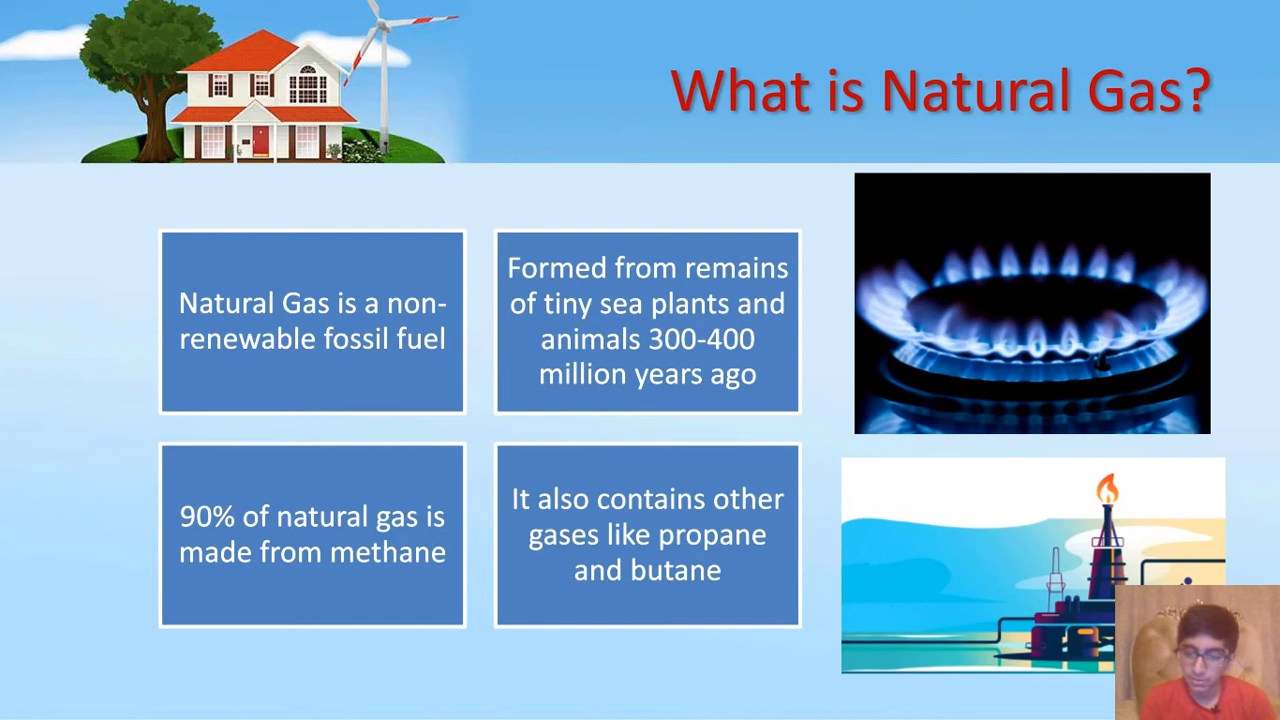 What is Natural Gas?
Natural Gas is a non-
renewable fossil fuel
Formed from remains
of tiny sea plants and
animals 300-400
million years ago
90% of natural gas is
made from methane
It also contains other
gases like propane
and butane